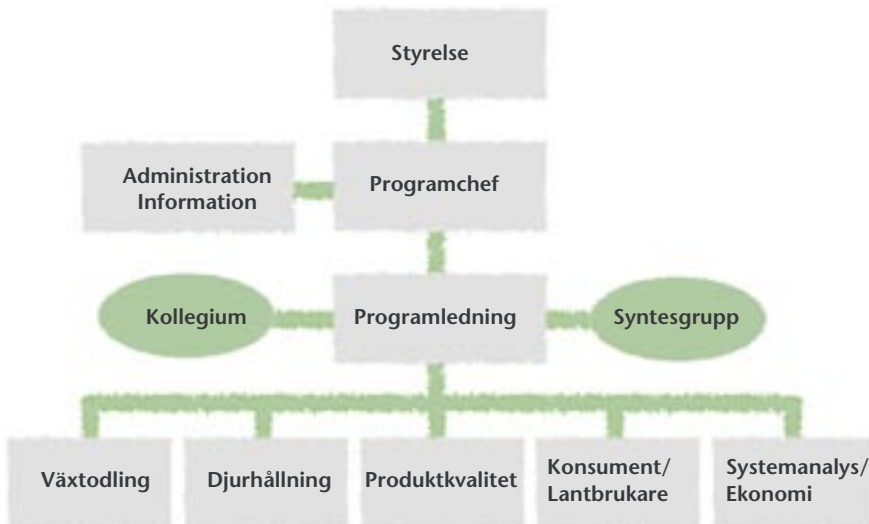 Styrelse
Administration
Information
Programchef
Kollegium
Programledning
Syntesgrupp
Växtodling
Djurhållning
Produktkvalitet
Konsument/
Lantbrukare
Systemanalys/
Ekonomi